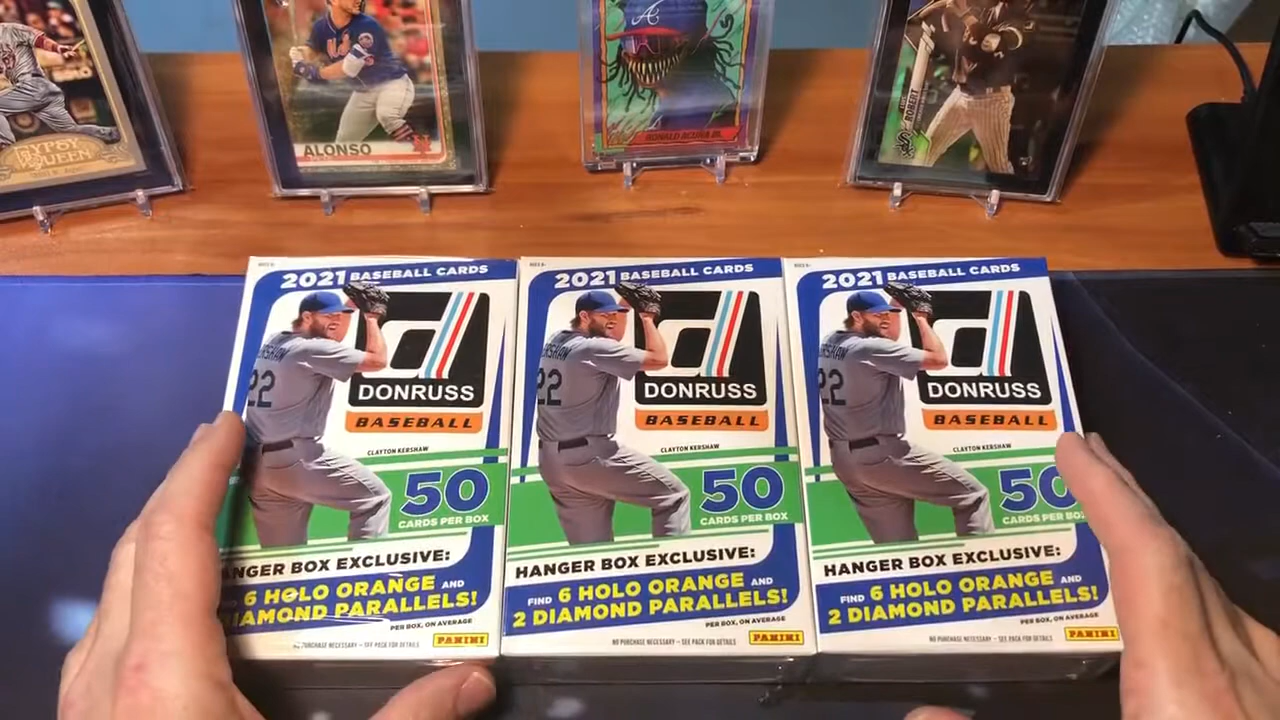 GYPSY
QUEEN
ALONSO
RONALD ACUÑA JR.
ROBERT
2021 BASEBALL CARDS
KERSHAW
22
DONRUSS
BASEBALL
CLAYTON KERSHAW
50
CARDS PER BOX
HANGER BOX EXCLUSIVE:
6 HOLO ORANGE AND
DIAMOND PARALLELS!
PER BOX, ON AVERAGE
NO PURCHASE NECESSARY – SEE PACK FOR DETAILS
PANINI
2021 BASEBALL CARDS
22
DONRUSS
BASEBALL
CLAYTON KERSHAW
50
CARDS PER BOX
HANGER BOX EXCLUSIVE:
FIND 6 HOLO ORANGE AND
2 DIAMOND PARALLELS!
PER BOX, ON AVERAGE
NO PURCHASE NECESSARY – SEE PACK FOR DETAILS
PANINI
2021 BASEBALL CARDS
22
DONRUSS
BASEBALL
CLAYTON KERSHAW
50
CARDS PER BOX
HANGER BOX EXCLUSIVE:
FIND 6 HOLO ORANGE AND
2 DIAMOND PARALLELS!
PER BOX, ON AVERAGE
NO PURCHASE NECESSARY – SEE PACK FOR DETAILS
PANINI